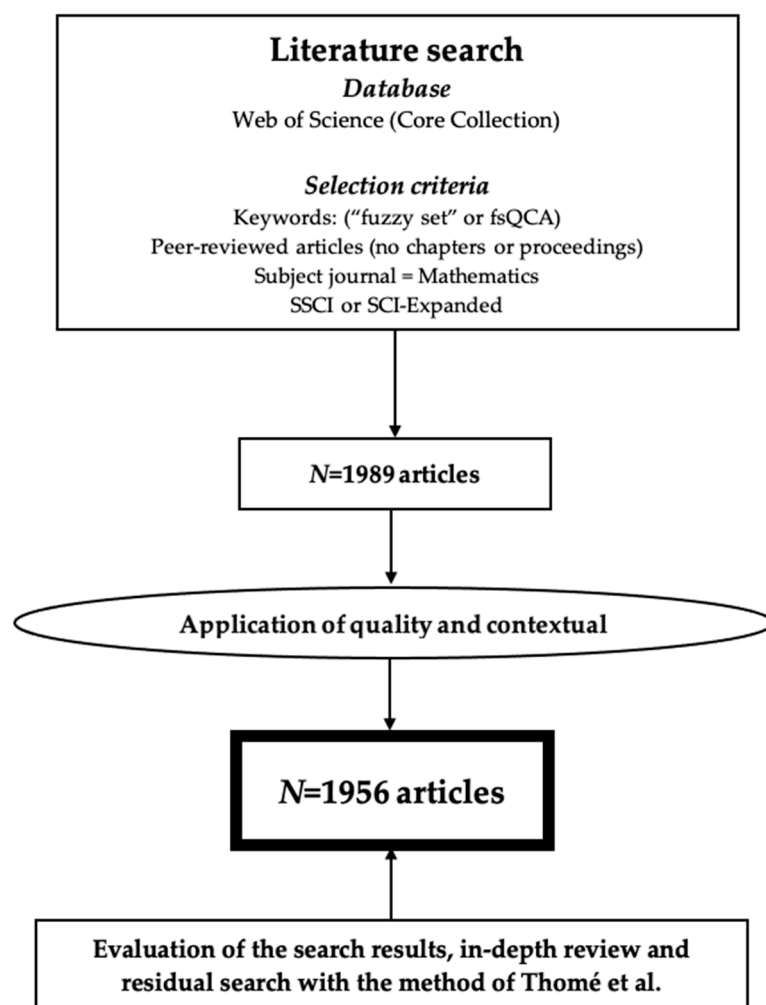 Literature search
Database
Web of Science (Core Collection)
Selection criteria
Keywords: (“fuzzy set” or fsQCA)
Peer-reviewed articles (no chapters or proceedings)
Subject journal = Mathematics
SSCI or SCI-Expanded
N=1989 articles
Application of quality and contextual
N=1956 articles
Evaluation of the search results, in-depth review and
residual search with the method of Thomé et al.